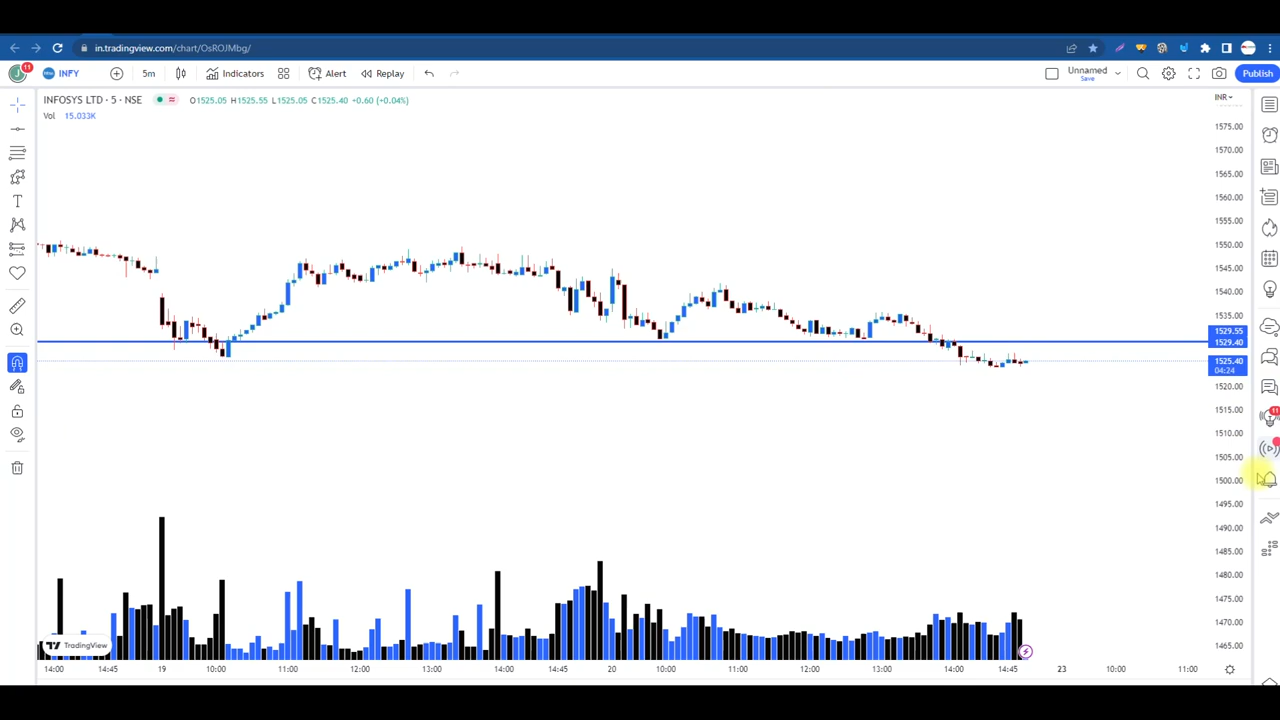 in.tradingview.com/chart/OsROJMbg/
11
INFY
5m
Indicators
Alert
Replay
Unnamed
Save
Publish
INFOSYS LTD · 5 · NSE
O1525.05 H1525.55 L1525.05 C1525.40 +0.60 (+0.04%)
Vol 15.033K
INR
1575.00
1570.00
1565.00
1560.00
1555.00
1550.00
1545.00
1540.00
1535.00
1529.55
1529.40
1525.40
04:24
1520.00
1515.00
1510.00
11
1505.00
1500.00
1495.00
1490.00
1485.00
1480.00
1475.00
1470.00
1465.00
TradingView
14:00 14:45 19 10:00 11:00 12:00 13:00 14:00 14:45 20 10:00 11:00 12:00 13:00 14:00 14:45 23 10:00 11:00